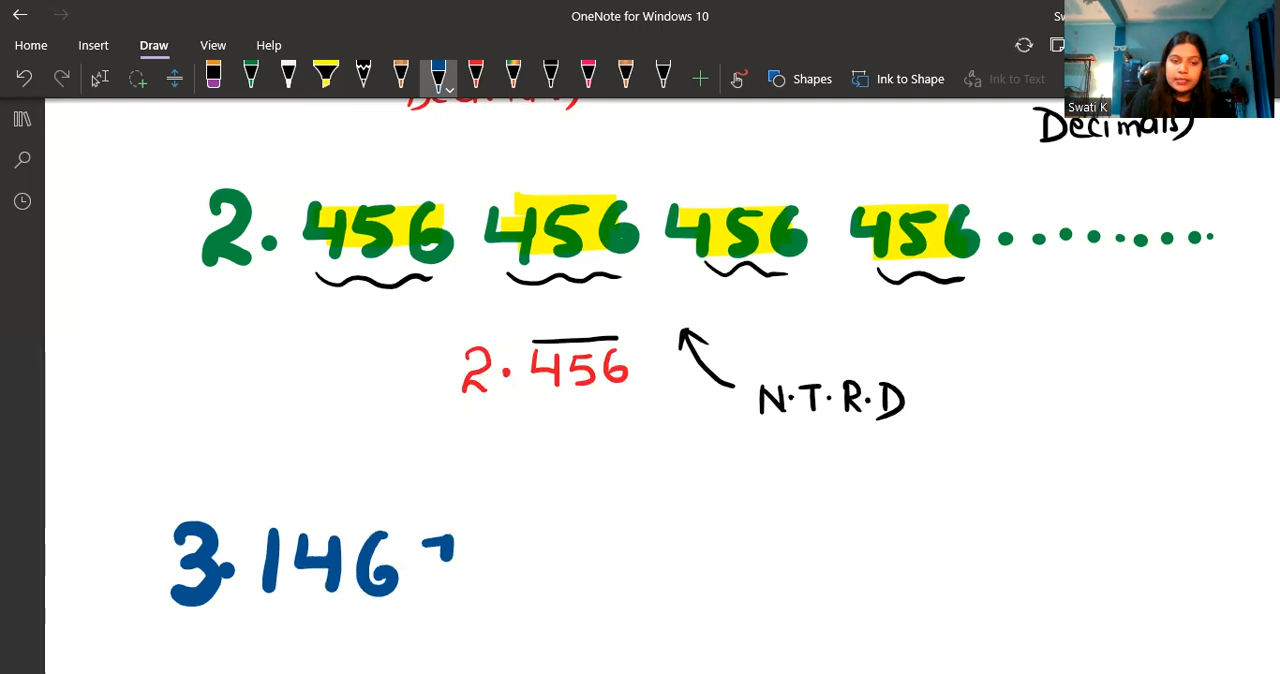 OneNote for Windows 10
Home Insert Draw View Help
Shapes Ink to Shape Ink to Text
Swati K
Decimals)
2.456 456 456 456.........
2.456
N.T.R.D
3.146